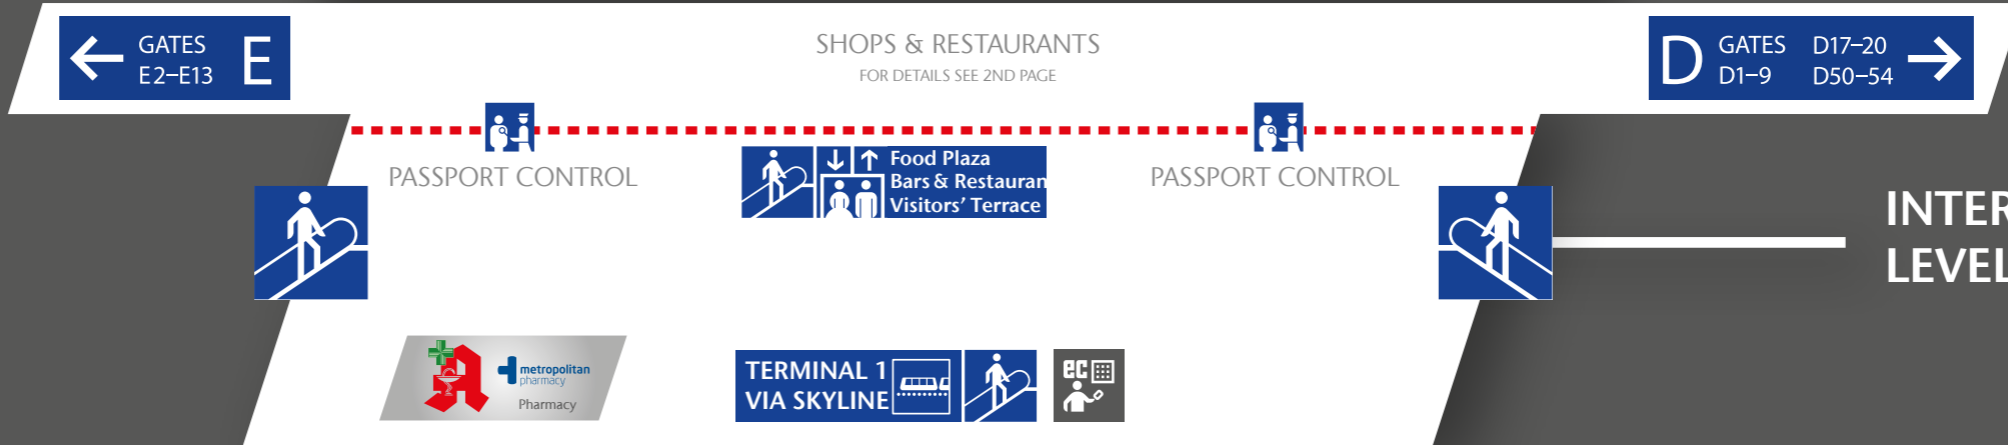 GATES
E2–E13
E
SHOPS & RESTAURANTS
FOR DETAILS SEE 2ND PAGE
D
GATES D17–20
D1–9 D50–54
PASSPORT CONTROL
PASSPORT CONTROL
Food Plaza
Bars & Restauran
Visitors' Terrace
INTER
LEVEL
metropolitan
pharmacy
Pharmacy
TERMINAL 1
VIA SKYLINE
ec